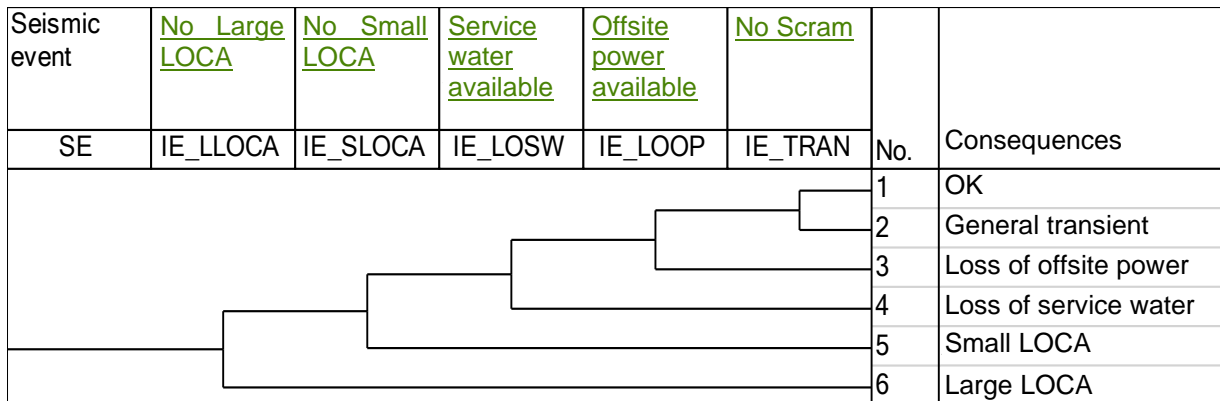 Seismic
event
No Large
LOCA
No Small
LOCA
Service
water
available
Offsite
power
available
No Scram
SE
IE_LLOCA
IE_SLOCA
IE_LOSW
IE_LOOP
IE_TRAN
No.
Consequences
1 OK
2 General transient
3 Loss of offsite power
4 Loss of service water
5 Small LOCA
6 Large LOCA